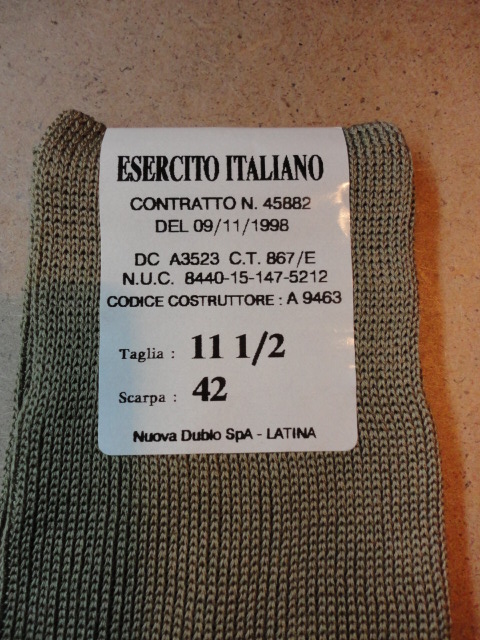 ESERCITO ITALIANO
CONTRATTO N. 45882
DEL 09/11/1998
DC A3523 C.T. 867/E
N.U.C. 8440-15-147-5212
CODICE COSTRUTTORE : A 9463
Taglia : 11 1/2
Scarpa : 42
Nuova Dublo SpA - LATINA